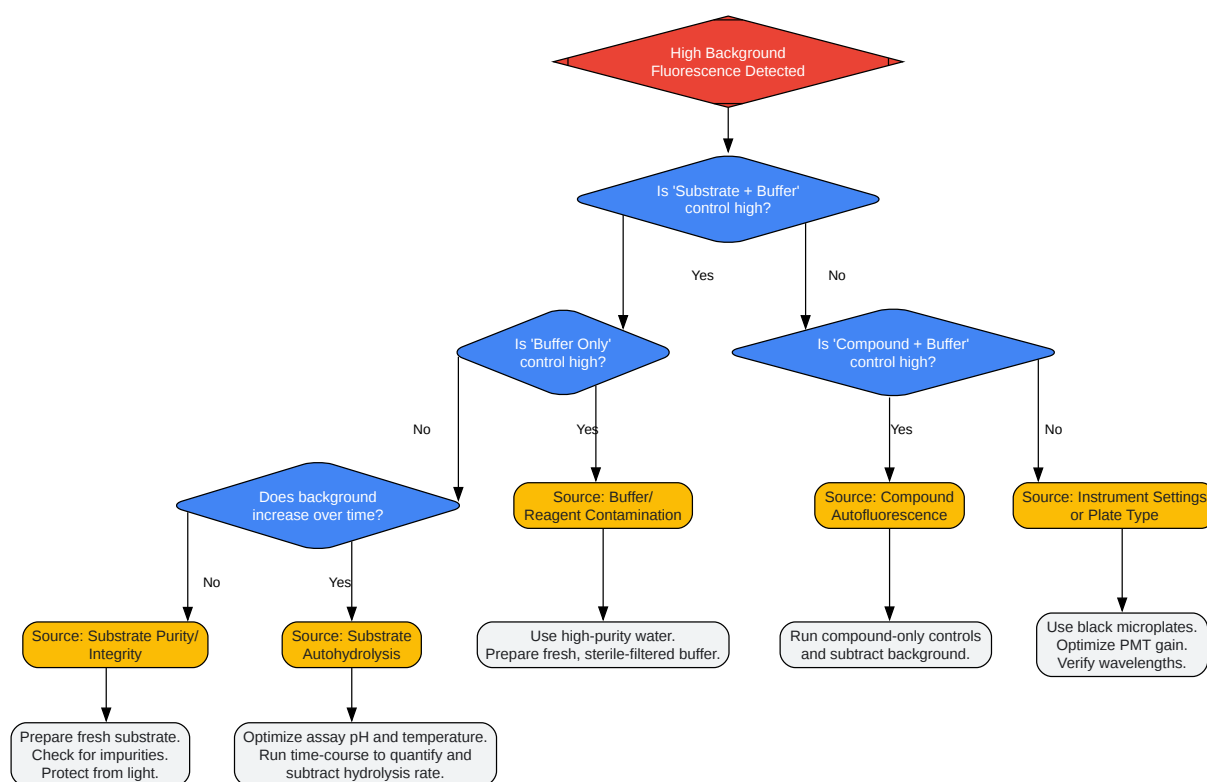 High Background
Fluorescence Detected
Is 'Substrate + Buffer'
control high?
Yes
No
Is 'Buffer Only'
control high?
Is 'Compound + Buffer'
control high?
No
Yes
Yes
No
Does background
increase over time?
Source: Buffer/
Reagent Contamination
Source: Compound
Autofluorescence
Source: Instrument Settings
or Plate Type
No
Yes
Source: Substrate Purity/
Integrity
Source: Substrate
Autohydrolysis
Use high-purity water.
Prepare fresh, sterile-filtered buffer.
Run compound-only controls
and subtract background.
Use black microplates.
Optimize PMT gain.
Verify wavelengths.
Prepare fresh substrate.
Check for impurities.
Protect from light.
Optimize assay pH and temperature.
Run time-course to quantify and
subtract hydrolysis rate.